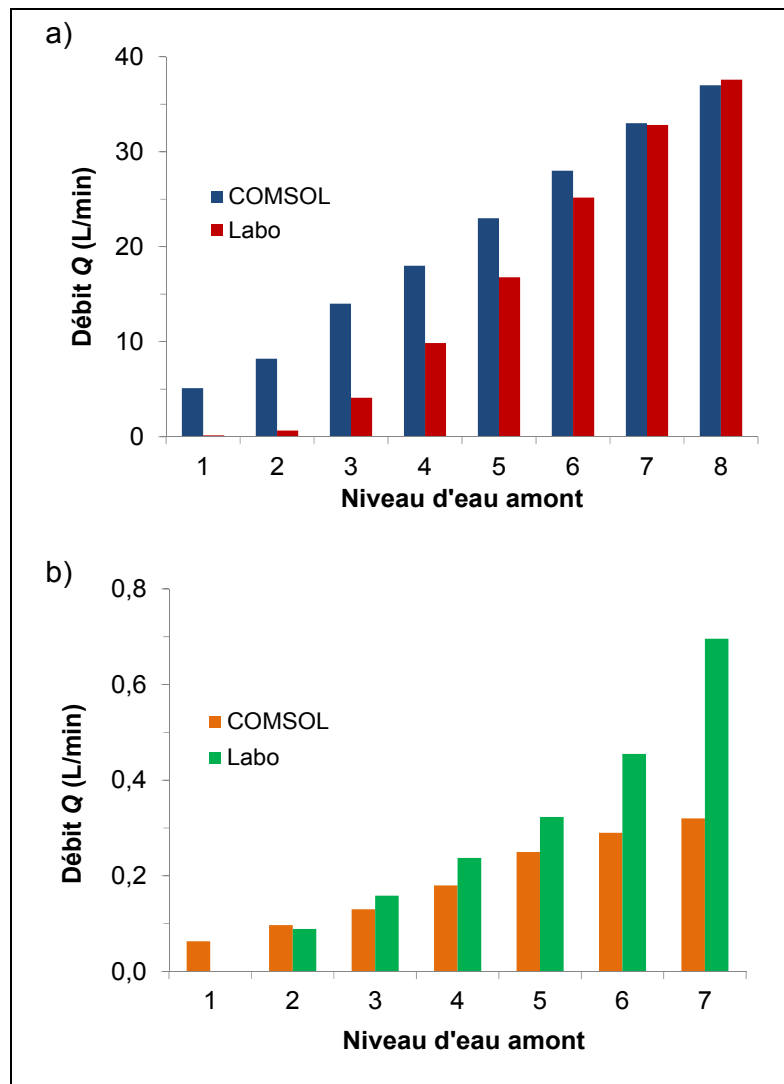 a)
40
30
20
10
0
Débit Q (L/min)
COMSOL
Labo
1 2 3 4 5 6 7 8
Niveau d'eau amont
b)
0,8
0,6
0,4
0,2
0,0
Débit Q (L/min)
COMSOL
Labo
1 2 3 4 5 6 7
Niveau d'eau amont